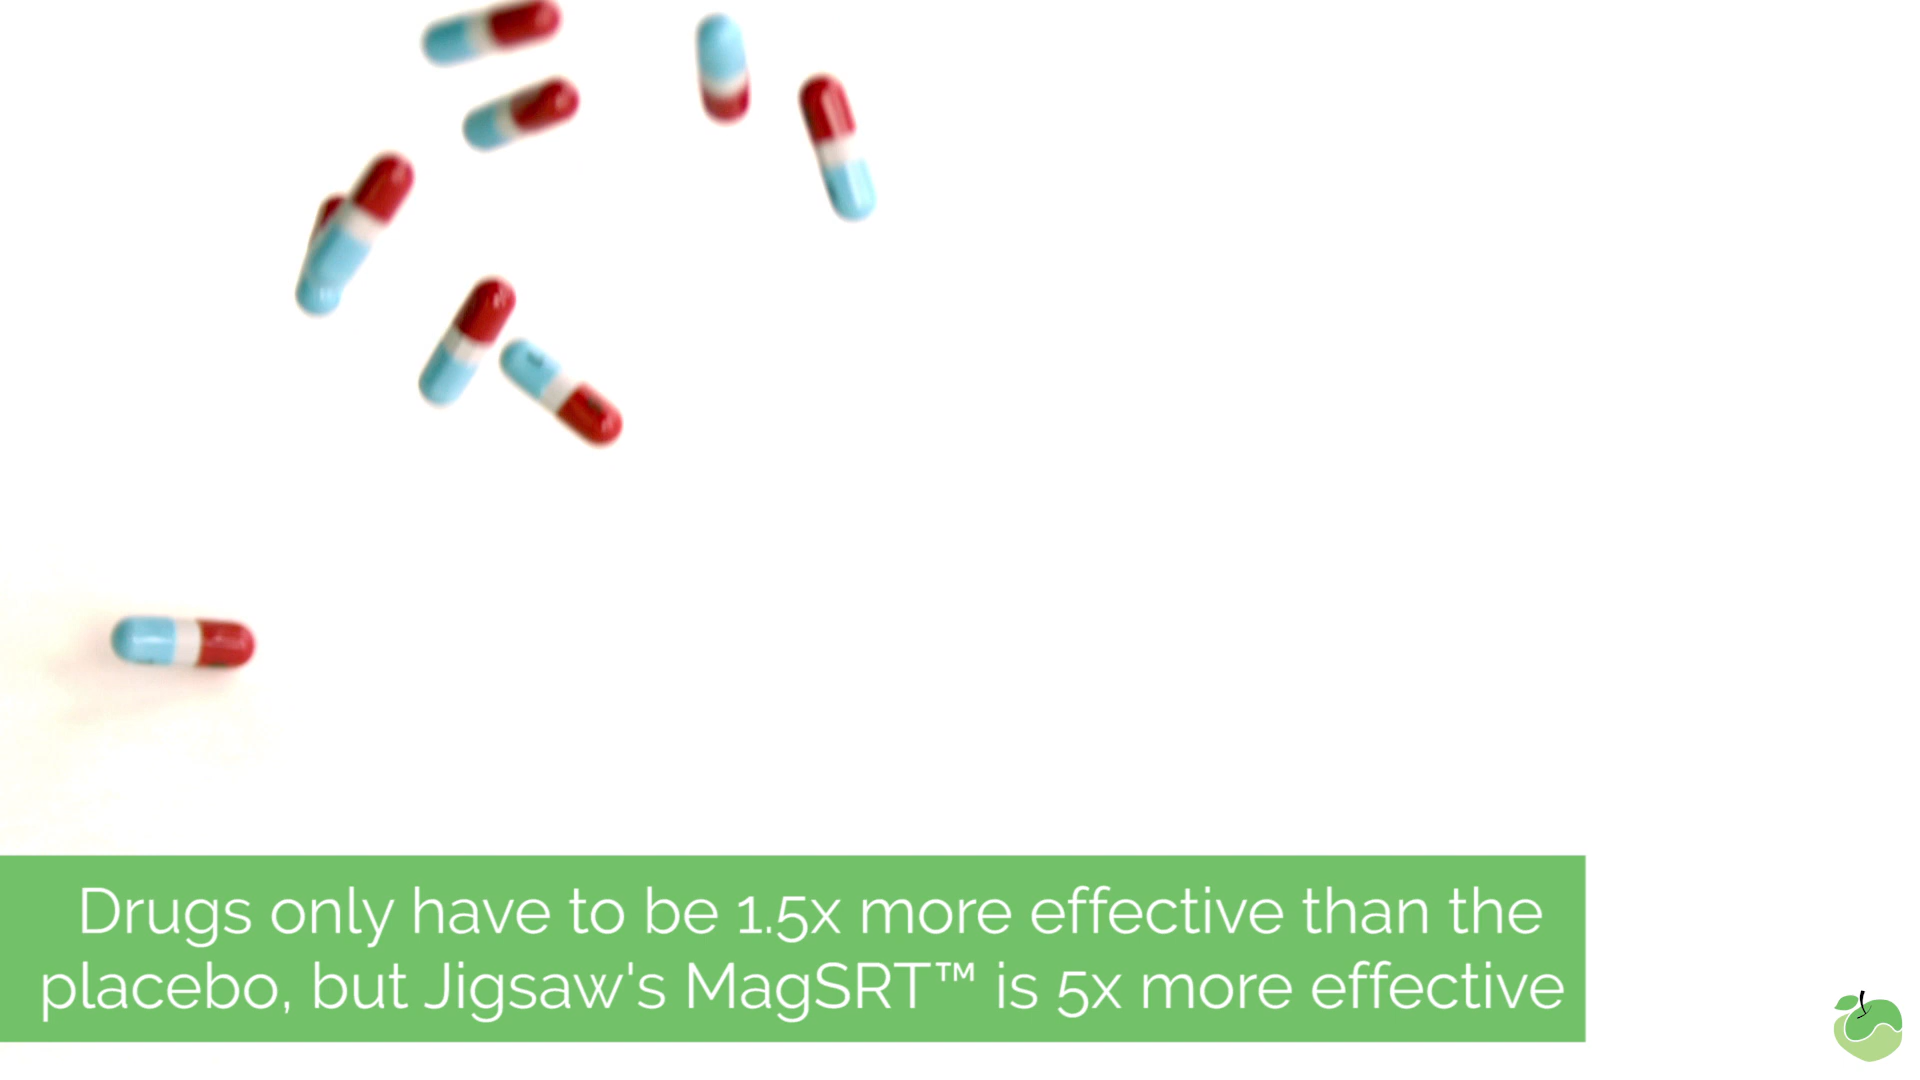 Drugs only have to be 1.5x more effective than the
placebo, but Jigsaw's MagSRT™ is 5x more effective